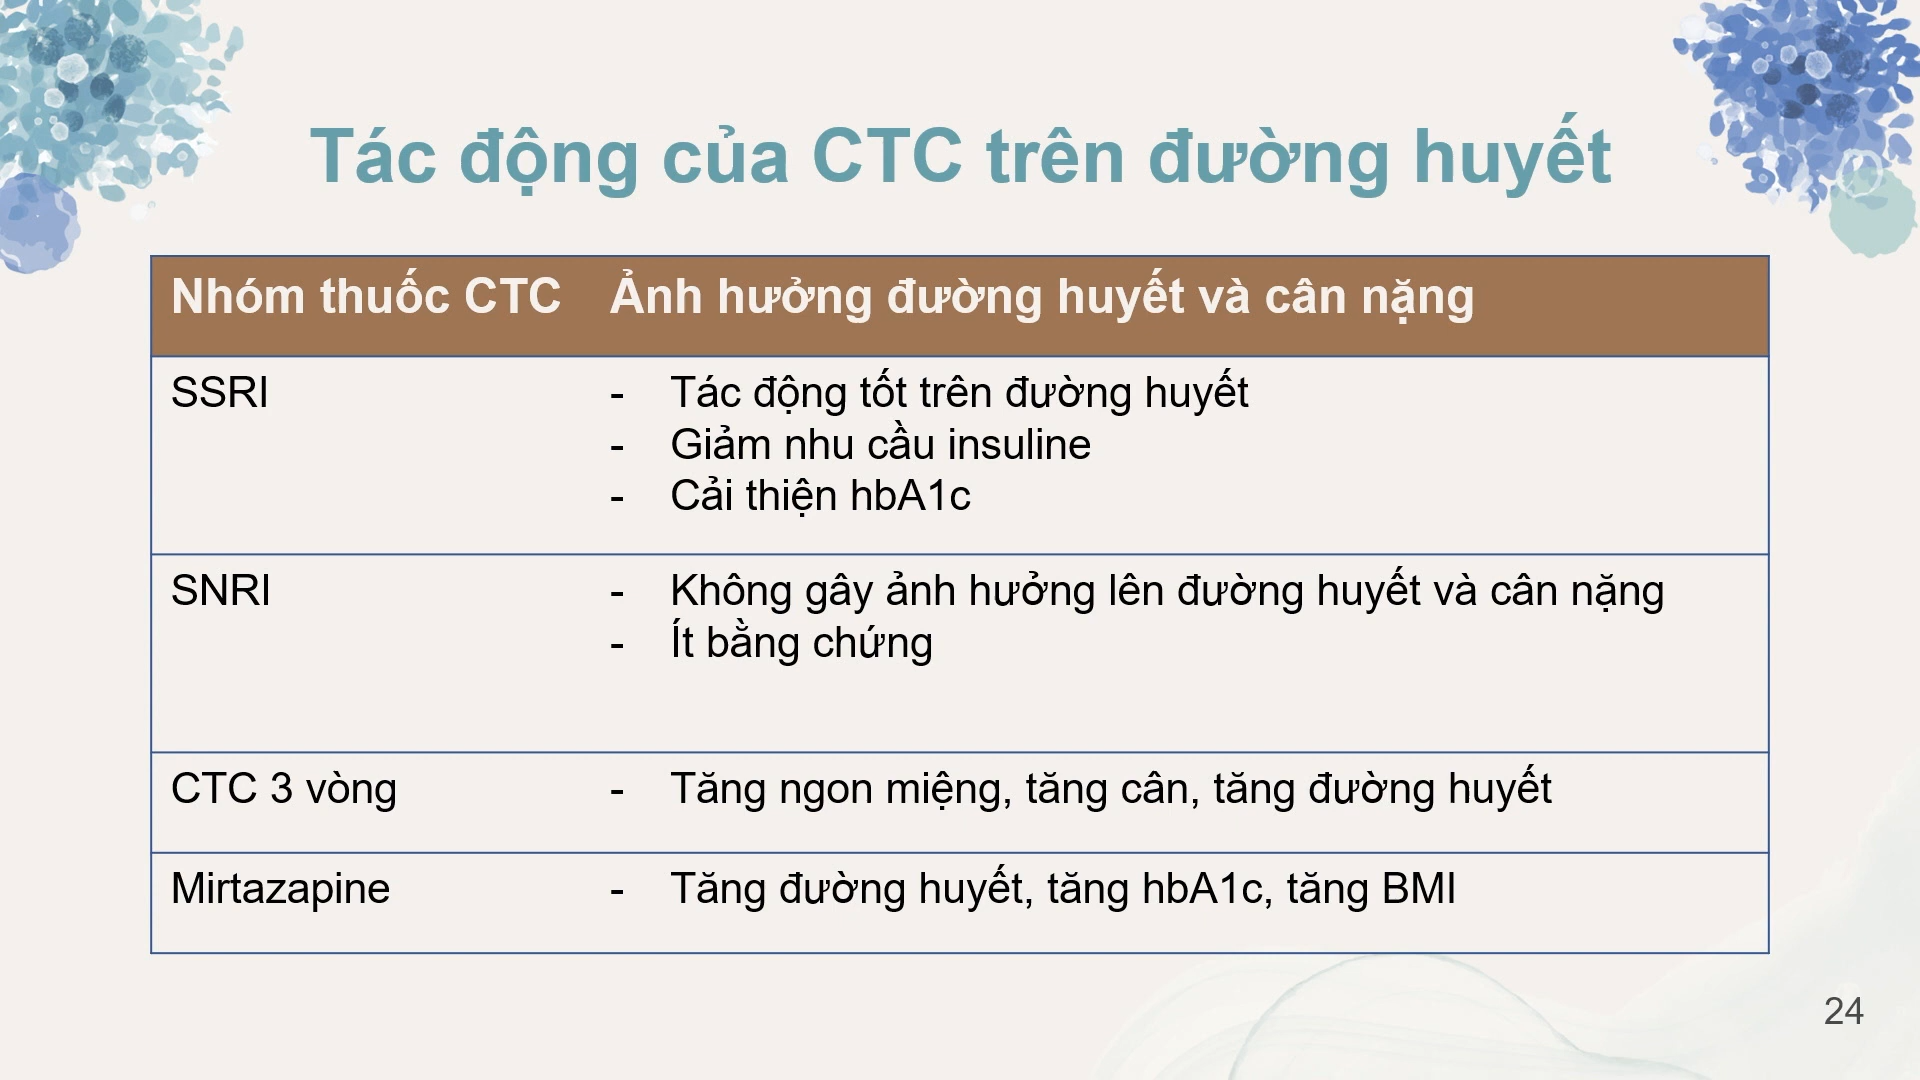 Tác động của CTC trên đường huyết
Nhóm thuốc CTC Ảnh hưởng đường huyết và cân nặng
SSRI - Tác động tốt trên đường huyết
- Giảm nhu cầu insuline
- Cải thiện hbA1c
SNRI - Không gây ảnh hưởng lên đường huyết và cân nặng
- Ít bằng chứng
CTC 3 vòng - Tăng ngon miệng, tăng cân, tăng đường huyết
Mirtazapine - Tăng đường huyết, tăng hbA1c, tăng BMI
24